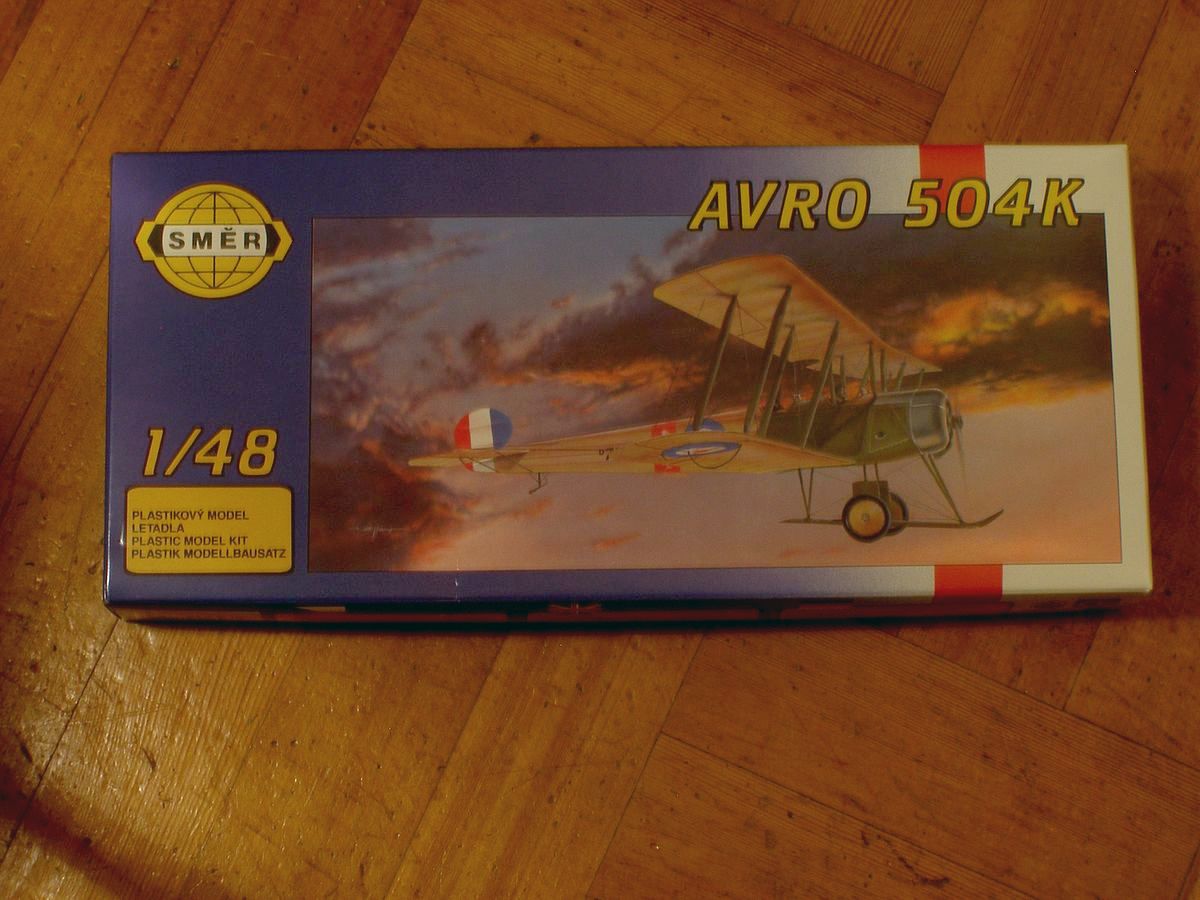 AVRO 504K
SMĚR
1/48
PLASTIKOVÝ MODEL
LETADLA
PLASTIC MODEL KIT
PLASTIK MODELLBAUSATZ